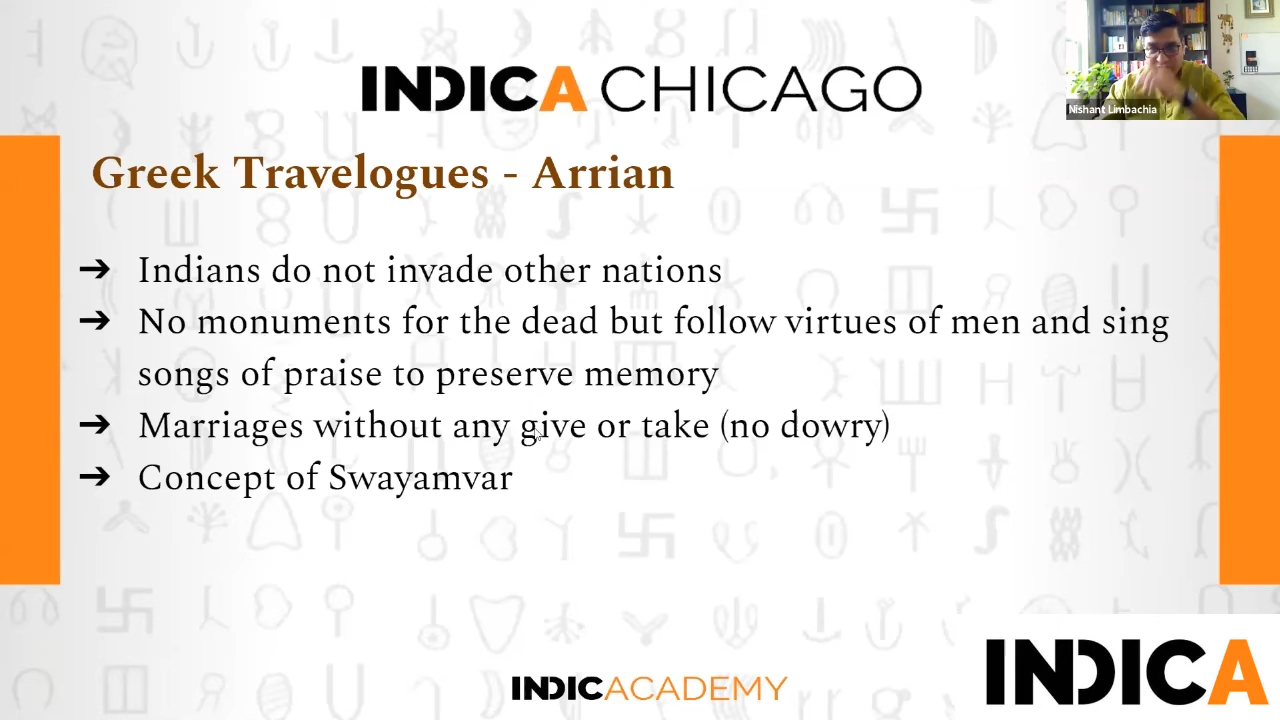 INDICA CHICAGO
Nishant Limbachia
Greek Travelogues - Arrian
➔ Indians do not invade other nations
➔ No monuments for the dead but follow virtues of men and sing
songs of praise to preserve memory
➔ Marriages without any give or take (no dowry)
➔ Concept of Swayamvar
INDICACADEMY
INDICA